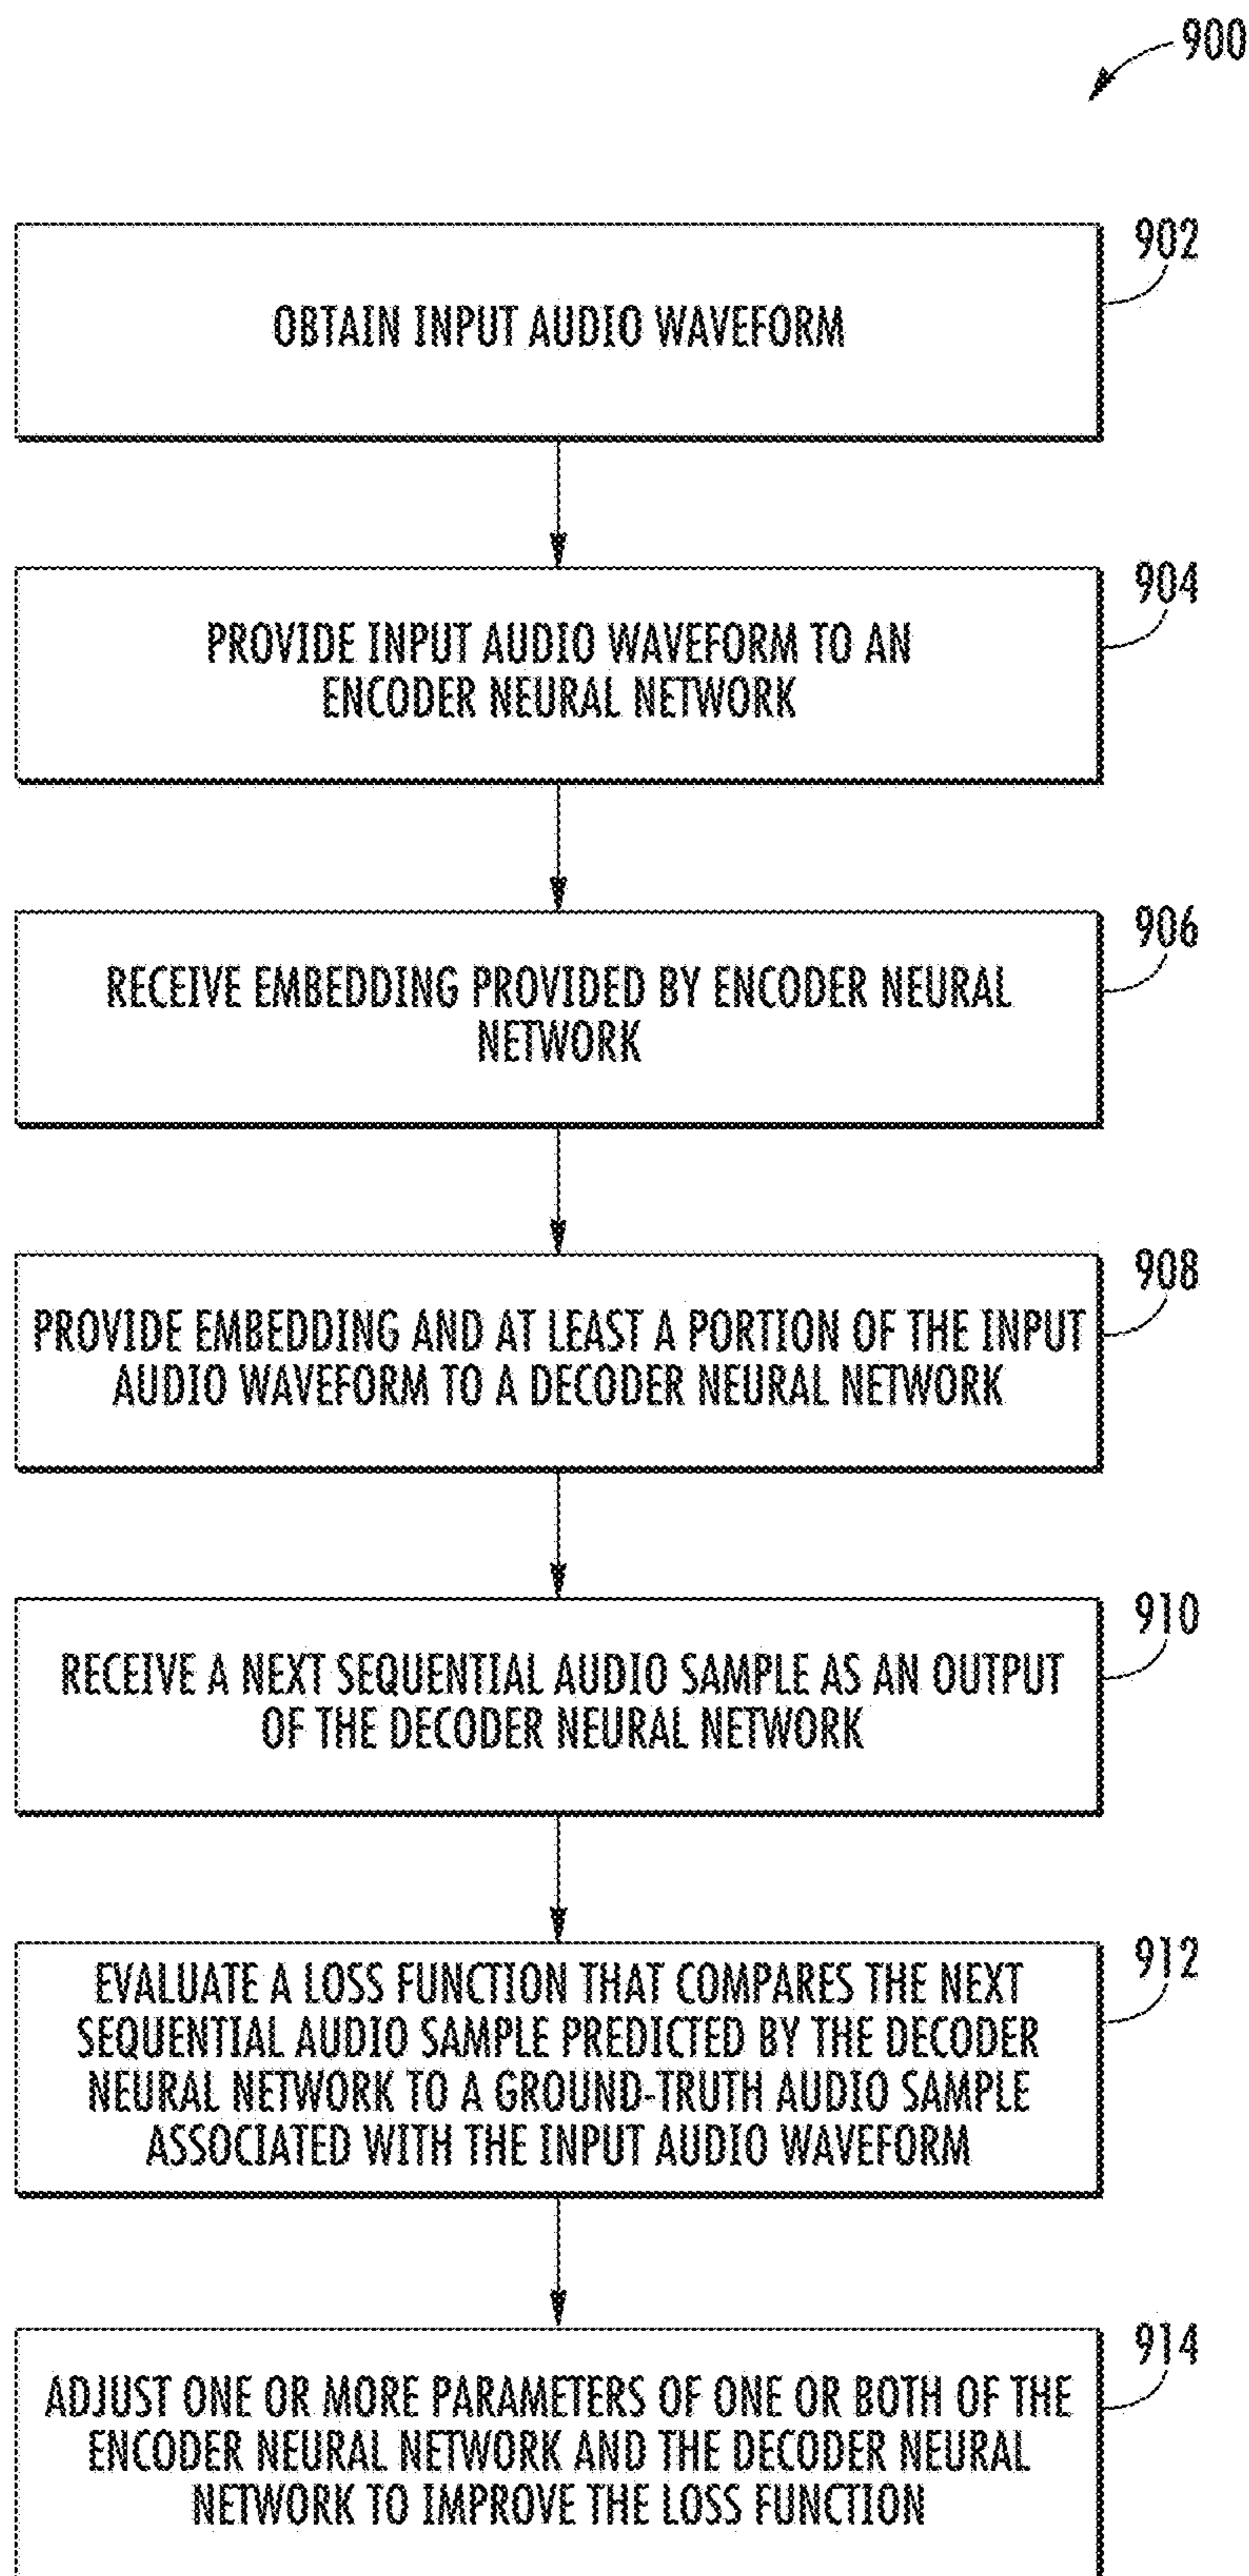 900
902
OBTAIN INPUT AUDIO WAVEFORM
904
PROVIDE INPUT AUDIO WAVEFORM TO AN
ENCODER NEURAL NETWORK
906
RECEIVE EMBEDDING PROVIDED BY ENCODER NEURAL
NETWORK
908
PROVIDE EMBEDDING AND AT LEAST A PORTION OF THE INPUT
AUDIO WAVEFORM TO A DECODER NEURAL NETWORK
910
RECEIVE A NEXT SEQUENTIAL AUDIO SAMPLE AS AN OUTPUT
OF THE DECODER NEURAL NETWORK
912
EVALUATE A LOSS FUNCTION THAT COMPARES THE NEXT
SEQUENTIAL AUDIO SAMPLE PREDICTED BY THE DECODER
NEURAL NETWORK TO A GROUND-TRUTH AUDIO SAMPLE
ASSOCIATED WITH THE INPUT AUDIO WAVEFORM
914
ADJUST ONE OR MORE PARAMETERS OF ONE OR BOTH OF THE
ENCODER NEURAL NETWORK AND THE DECODER NEURAL
NETWORK TO IMPROVE THE LOSS FUNCTION